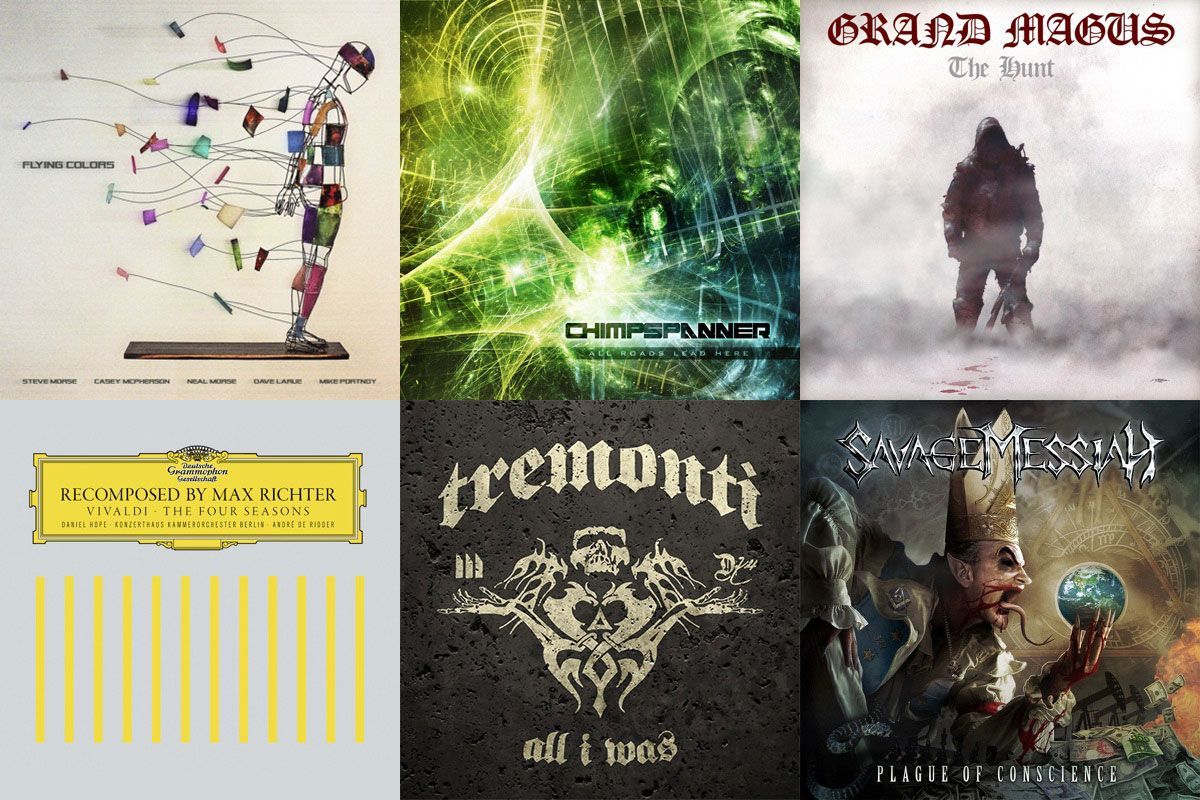 FLYING COLORS
STEVE MORSE CASEY MCPHERSON NEAL MORSE DAVE LARUE MIKE PORTNOY
CHIMPSPANNER
ALL ROADS LEAD HERE
GRAND MAGUS
The Hunt
Deutsche
Grammophon
Gesellschaft
RECOMPOSED BY MAX RICHTER
VIVALDI · THE FOUR SEASONS
DANIEL HOPE · KONZERTHAUS KAMMERORCHESTER BERLIN · ANDRÉ DE RIDDER
tremonti
all i was
SAVAGE MESSIAH
PLAGUE OF CONSCIENCE